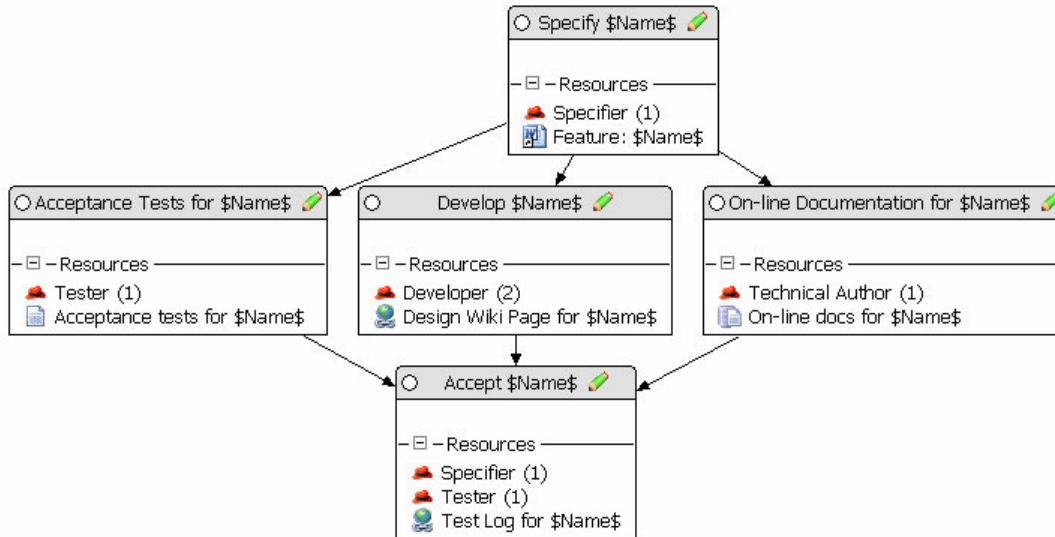 Specify $Name$
Resources
Specifier (1)
Feature: $Name$
Acceptance Tests for $Name$
Resources
Tester (1)
Acceptance tests for $Name$
Develop $Name$
Resources
Developer (2)
Design Wiki Page for $Name$
On-line Documentation for $Name$
Resources
Technical Author (1)
On-line docs for $Name$
Accept $Name$
Resources
Specifier (1)
Tester (1)
Test Log for $Name$